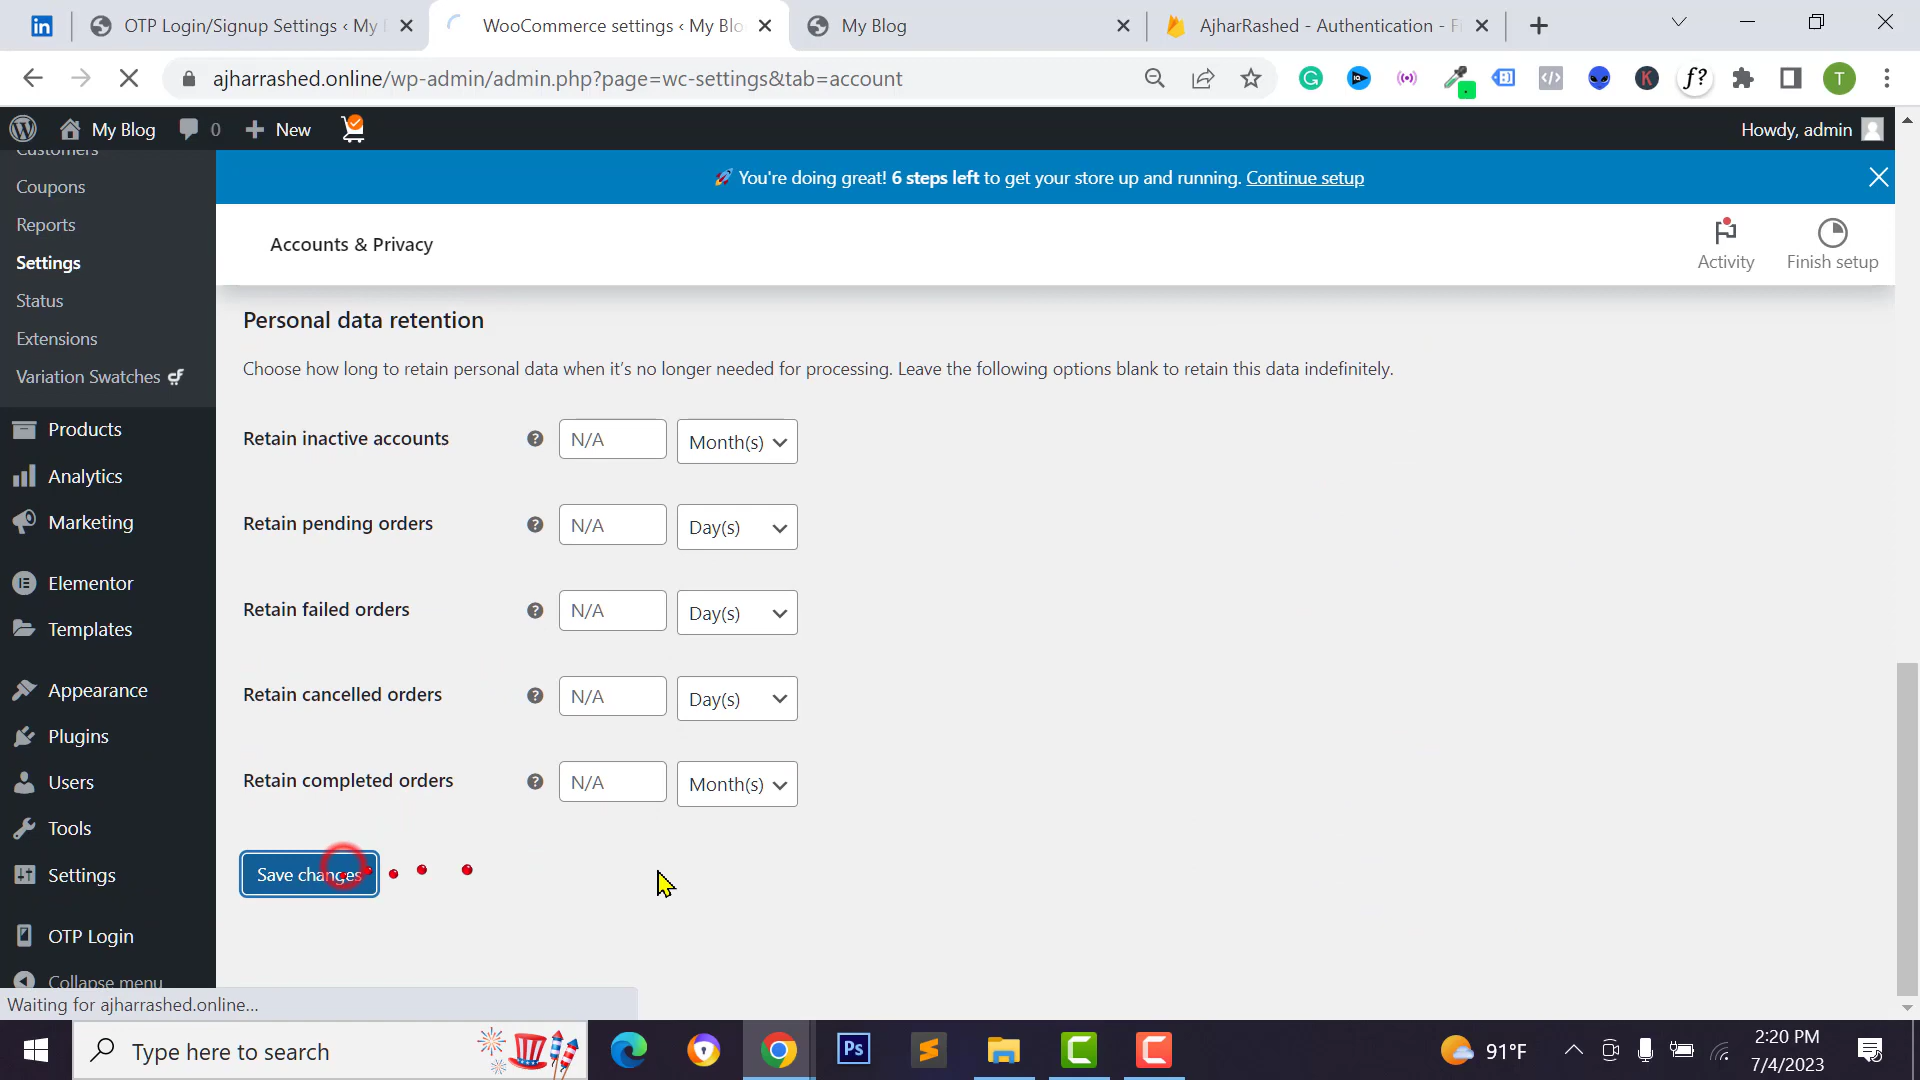 OTP Login/Signup Settings ‹ My B
WooCommerce settings ‹ My Blo
My Blog
AjharRashed - Authentication - Fi
ajharrashed.online/wp-admin/admin.php?page=wc-settings&tab=account
T
My Blog
0
New
Howdy, admin
Customers
Coupons
Reports
Settings
Status
Extensions
Variation Swatches
Products
Analytics
Marketing
Elementor
Templates
Appearance
Plugins
Users
Tools
Settings
OTP Login
Collapse menu
🚀 You're doing great! 6 steps left to get your store up and running. Continue setup
Accounts & Privacy
Activity
Finish setup
Personal data retention
Choose how long to retain personal data when it's no longer needed for processing. Leave the following options blank to retain this data indefinitely.
Retain inactive accounts N/A Month(s)
Retain pending orders N/A Day(s)
Retain failed orders N/A Day(s)
Retain cancelled orders N/A Day(s)
Retain completed orders N/A Month(s)
Save changes
Waiting for ajharrashed.online...
Type here to search
Ps
91°F
2:20 PM
7/4/2023